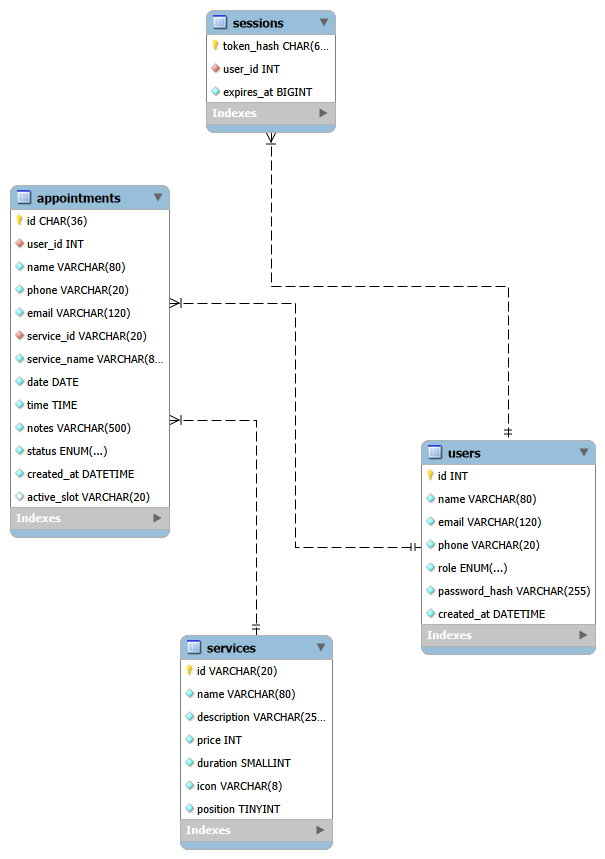 sessions
token_hash CHAR(6...
user_id INT
expires_at BIGINT
Indexes
appointments
id CHAR(36)
user_id INT
name VARCHAR(80)
phone VARCHAR(20)
email VARCHAR(120)
service_id VARCHAR(20)
service_name VARCHAR(8...
date DATE
time TIME
notes VARCHAR(500)
status ENUM(...)
created_at DATETIME
active_slot VARCHAR(20)
Indexes
users
id INT
name VARCHAR(80)
email VARCHAR(120)
phone VARCHAR(20)
role ENUM(...)
password_hash VARCHAR(255)
created_at DATETIME
Indexes
services
id VARCHAR(20)
name VARCHAR(80)
description VARCHAR(25...
price INT
duration SMALLINT
icon VARCHAR(8)
position TINYINT
Indexes